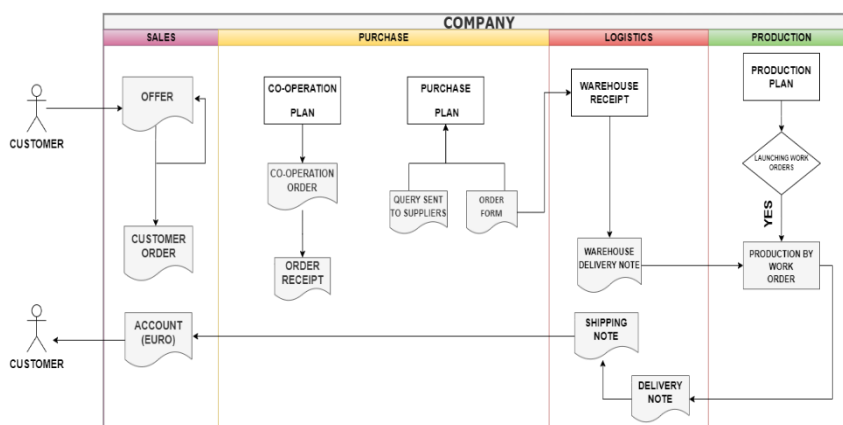 COMPANY
SALES
PURCHASE
LOGISTICS
PRODUCTION
CUSTOMER
OFFER
CUSTOMER
ORDER
CO-OPERATION
PLAN
CO-OPERATION
ORDER
ORDER
RECEIPT
PURCHASE
PLAN
QUERY SENT
TO SUPPLIERS
ORDER
FORM
WAREHOUSE
RECEIPT
WAREHOUSE
DELIVERY NOTE
PRODUCTION
PLAN
LAUNCHING WORK
ORDERS
YES
PRODUCTION BY
WORK
ORDER
CUSTOMER
ACCOUNT
(EURO)
SHIPPING
NOTE
DELIVERY
NOTE